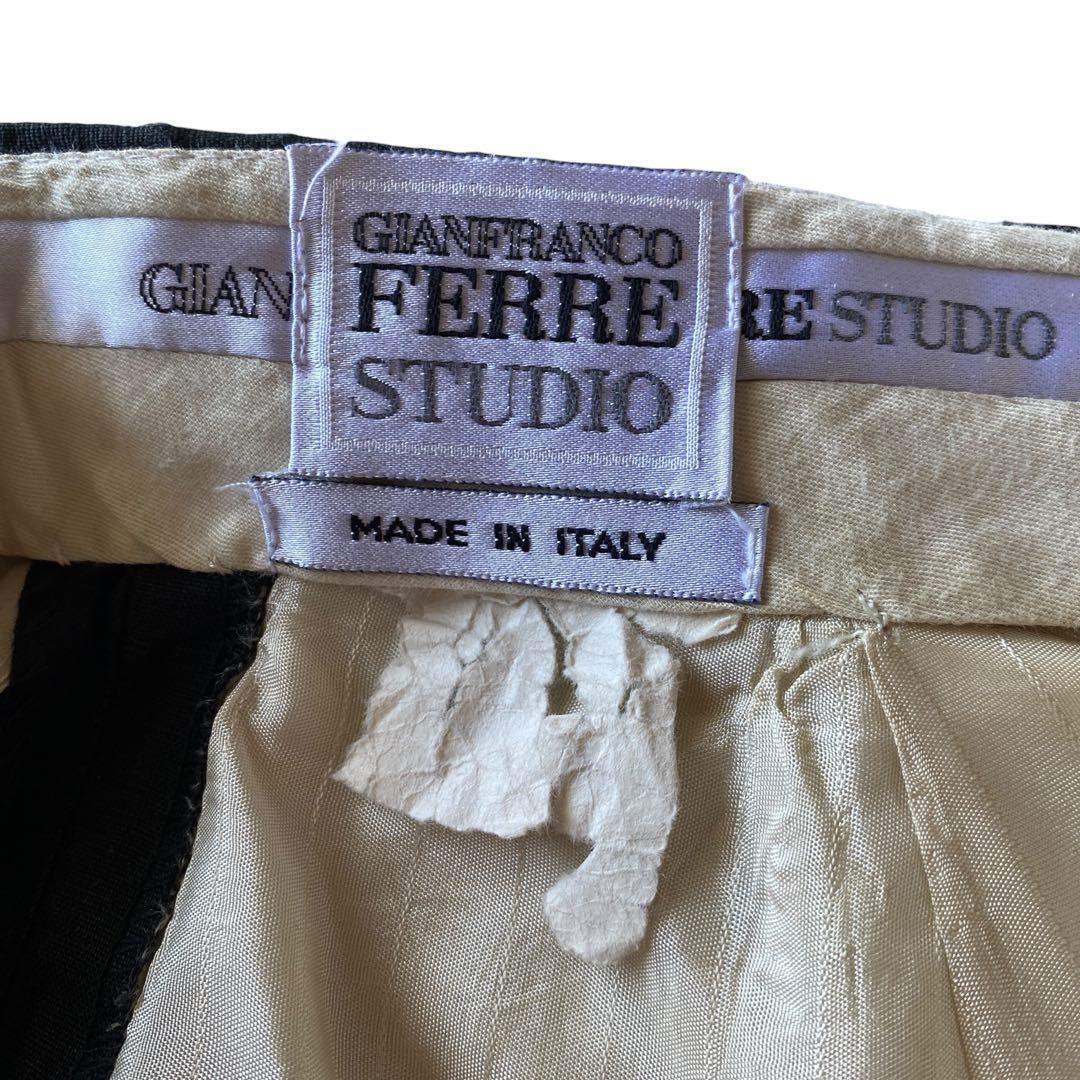 GIANFRANCO
FERRE
STUDIO
GIAN RE STUDIO
MADE IN ITALY